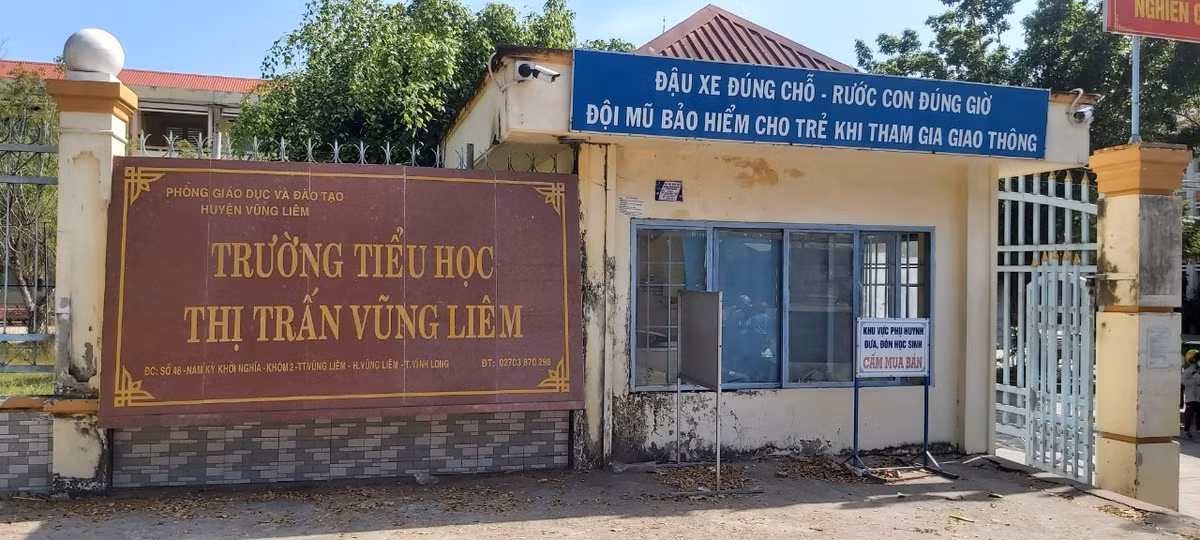 PHÒNG GIÁO DỤC VÀ ĐÀO TẠO
HUYỆN VŨNG LIÊM
TRƯỜNG TIỂU HỌC
THỊ TRẤN VŨNG LIÊM
ĐC: SỐ 48 - NAM KỲ KHỞI NGHĨA - KHÓM 2 - TT VŨNG LIÊM - H.VŨNG LIÊM - T.VĨNH LONG ĐT: 02703 870 298
ĐẬU XE ĐÚNG CHỖ - RƯỚC CON ĐÚNG GIỜ
ĐỘI MŨ BẢO HIỂM CHO TRẺ KHI THAM GIA GIAO THÔNG
KHU VỰC PHỤ HUYNH
ĐƯA, ĐÓN HỌC SINH
CẤM MUA BÁN
NGHIÊN